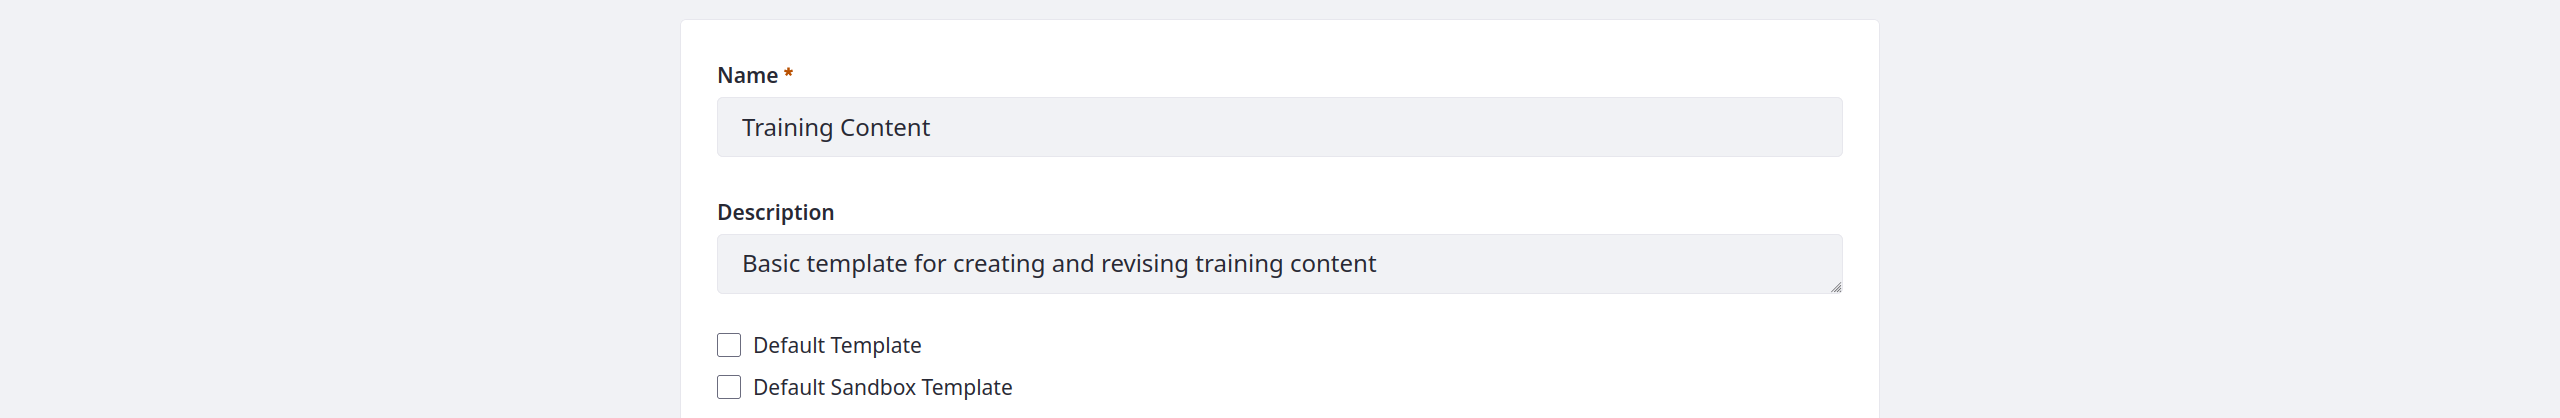 Name *
Training Content
Description
Basic template for creating and revising training content
Default Template
Default Sandbox Template